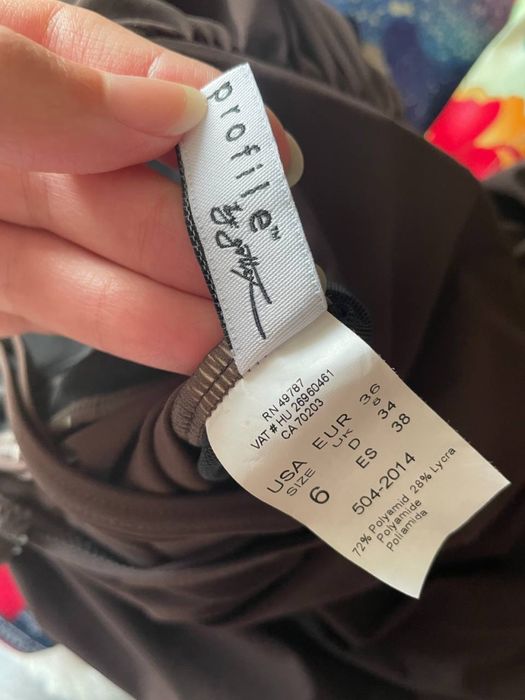 profile™
by gottex
RN 49787
VAT # HU 26960461
CA 70203
USA EUR 36
SIZE UK 8
6 D 34
ES 38
504-2014
72% Polyamid 28% Lycra
Polyamide
Poliamida